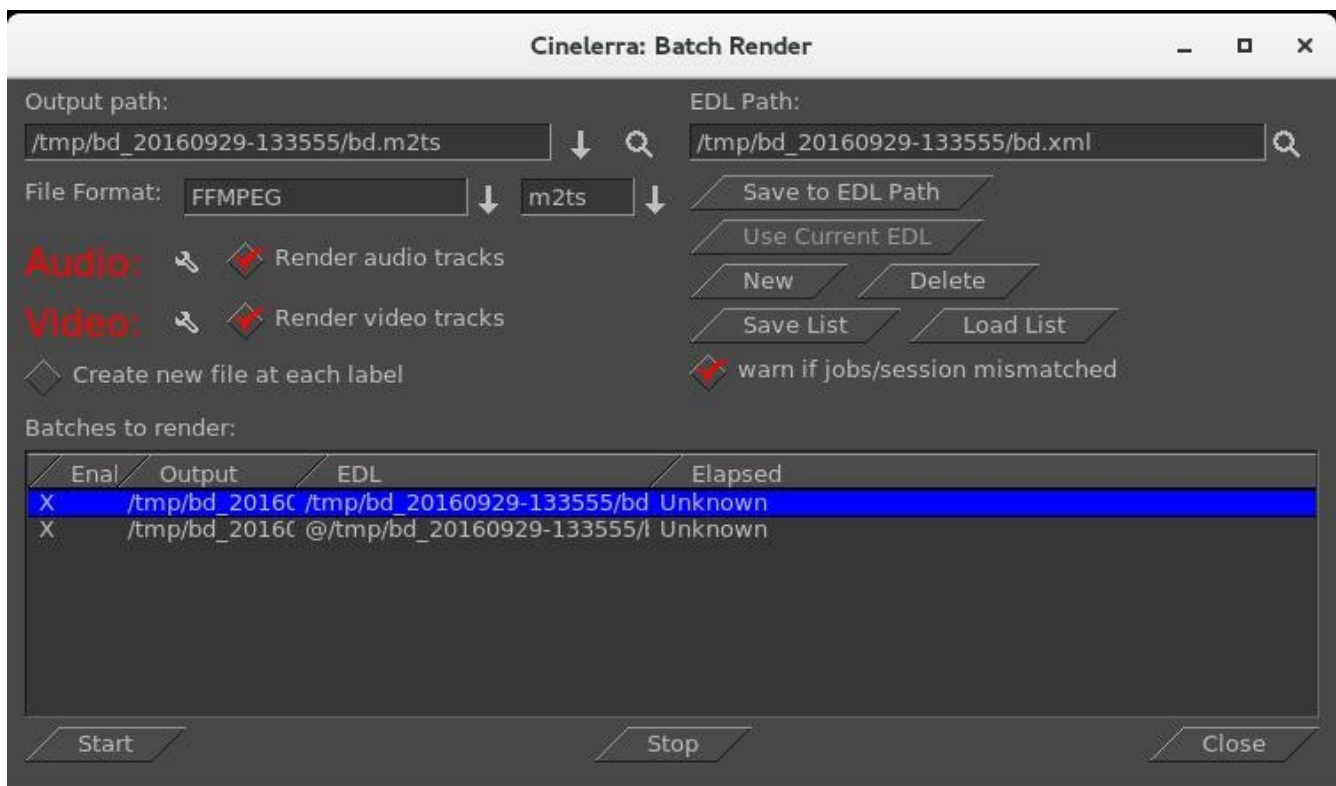 Cinelerra: Batch Render
Output path:
/tmp/bd_20160929-133555/bd.m2ts
File Format: FFMPEG m2ts
Audio: Render audio tracks
Video: Render video tracks
Create new file at each label
EDL Path:
/tmp/bd_20160929-133555/bd.xml
Save to EDL Path
Use Current EDL
New Delete
Save List Load List
warn if jobs/session mismatched
Batches to render:
Enal Output EDL Elapsed
X /tmp/bd_2016 /tmp/bd_20160929-133555/bd Unknown
X /tmp/bd_2016 @/tmp/bd_20160929-133555/ Unknown
Start Stop Close